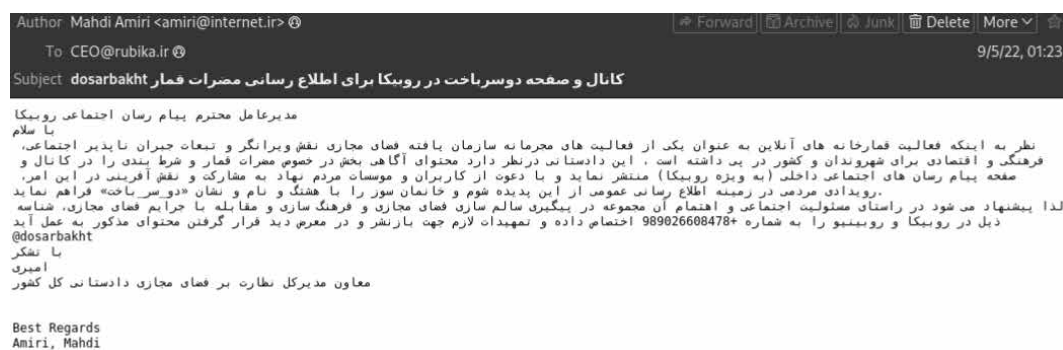 Author Mahdi Amiri <amiri@internet.ir>
Forward Archive Junk Delete More
To CEO@rubika.ir
9/5/22, 01:23
Subject کانال و صفحه دوسرباخت در روبیکا برای اطلاع رسانی مضرات قمار dosarbakht
مدیرعامل محترم پیام رسان اجتماعی روبیکا
با سلام
نظر به اینکه فعالیت قمارخانه های آنلاین به عنوان یکی از فعالیت های مجرمانه سازمان یافته فضای مجازی نقش ویرانگر و تبعات جبران ناپذیر اجتماعی،
فرهنگی و اقتصادی برای شهروندان و کشور در پی داشته است . این دادستانی درنظر دارد محتوای آگاهی بخش در خصوص مضرات قمار و شرط بندی را در کانال و
صفحه پیام رسان های اجتماعی داخلی (به ویژه روبیکا) منتشر نماید و با دعوت از کاربران و موسسات مردم نهاد به مشارکت و نقش آفرینی در این امر،
.رویدادی مردمی در زمینه اطلاع رسانی عمومی از این پدیده شوم و خانمان سوز را با هشتگ و نام و نشان «دو سر باخت» فراهم نماید
لذا پیشنهاد می شود در راستای مسئولیت اجتماعی و اهتمام آن مجموعه در پیگیری سالم سازی فضای مجازی و فرهنگ سازی و مقابله با جرایم فضای مجازی، شناسه
ذیل در روبیکا و روبینیو را به شماره +989026608478 اختصاص داده و تمهیدات لازم جهت بازنشر و در معرض دید قرار گرفتن محتوای مذکور به عمل آید
@dosarbakht
با تشکر
امیری
معاون مدیرکل نظارت بر فضای مجازی دادستانی کل کشور
Best Regards
Amiri, Mahdi